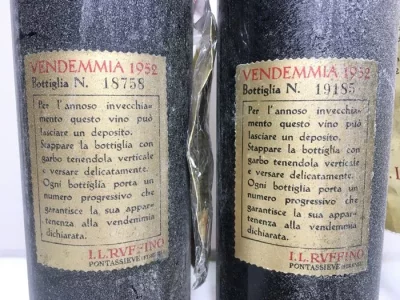 VENDEMMIA 1952
Bottiglia N. 18758
Per l'annoso invecchia-
mento questo vino può
lasciare un deposito.
Stappare la bottiglia con
garbo tenendola verticale
e versare delicatamente.
Ogni bottiglia porta un
numero progressivo che
garantisce la sua appar-
tenenza alla vendemmia
dichiarata.
I.L.RVFFINO
PONTASSIEVE
VENDEMMIA 1952
Bottiglia N. 19185
Per l'annoso invecchia-
mento questo vino può
lasciare un deposito.
Stappare la bottiglia con
garbo tenendola verticale
e versare delicatamente.
Ogni bottiglia porta un
numero progressivo che
garantisce la sua appar-
tenenza alla vendemmia
dichiarata.
I.L.RVFFINO
PONTASSIEVE